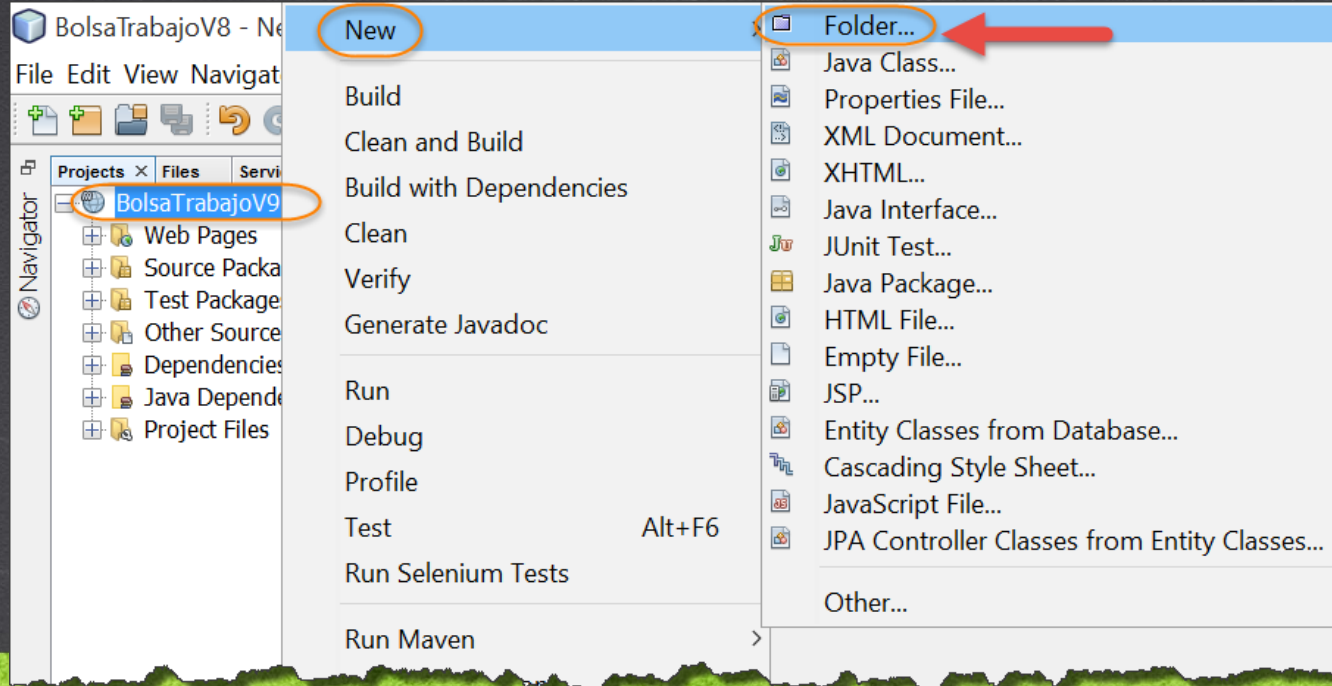 BolsaTrabajoV8 - Ne
File Edit View Navigat
Projects Files Servi
Navigator
BolsaTrabajoV9
Web Pages
Source Packa
Test Package
Other Source
Dependencies
Java Depende
Project Files
New
Build
Clean and Build
Build with Dependencies
Clean
Verify
Generate Javadoc
Run
Debug
Profile
Test Alt+F6
Run Selenium Tests
Run Maven
Folder...
Java Class...
Properties File...
XML Document...
XHTML...
Java Interface...
JUnit Test...
Java Package...
HTML File...
Empty File...
JSP...
Entity Classes from Database...
Cascading Style Sheet...
JavaScript File...
JPA Controller Classes from Entity Classes...
Other...